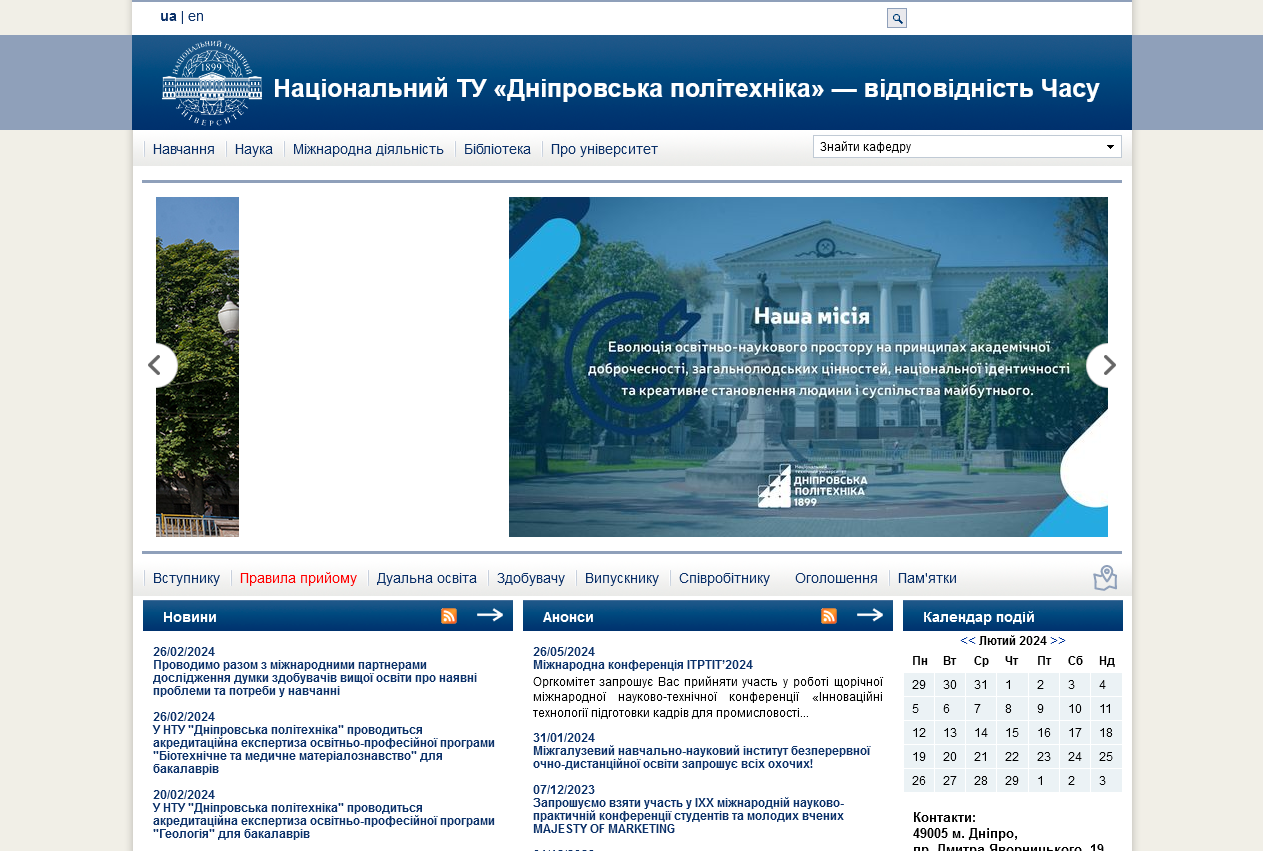 ua | en
НАЦІОНАЛЬНИЙ ГІРНИЧИЙ
1899
УНІВЕРСИТЕТ
Національний ТУ «Дніпровська політехніка» — відповідність Часу
Навчання
Наука
Міжнародна діяльність
Бібліотека
Про університет
Знайти кафедру
Наша місія
Еволюція освітньо-наукового простору на принципах академічної
доброчесності, загальнолюдських цінностей, національної ідентичності
та креативне становлення людини і суспільства майбутнього.
Національний
технічний університет
ДНІПРОВСЬКА
ПОЛІТЕХНІКА
1899
Вступнику
Правила прийому
Дуальна освіта
Здобувачу
Випускнику
Співробітнику
Оголошення
Пам'ятки
Новини
26/02/2024
Проводимо разом з міжнародними партнерами
дослідження думки здобувачів вищої освіти про наявні
проблеми та потреби у навчанні
26/02/2024
У НТУ "Дніпровська політехніка" проводиться
акредитаційна експертиза освітньо-професійної програми
"Біотехнічне та медичне матеріалознавство" для
бакалаврів
20/02/2024
У НТУ "Дніпровська політехніка" проводиться
акредитаційна експертиза освітньо-професійної програми
"Геологія" для бакалаврів
Анонси
26/05/2024
Міжнародна конференція ІТРТІТ’2024
Оргкомітет запрошує Вас прийняти участь у роботі щорічної
міжнародної науково-технічної конференції «Інноваційні
технології підготовки кадрів для промисловості...
31/01/2024
Міжгалузевий навчально-науковий інститут безперервної
очно-дистанційної освіти запрошує всіх охочих!
07/12/2023
Запрошуємо взяти участь у IXX міжнародній науково-
практичній конференції студентів та молодих вчених
MAJESTY OF MARKETING
Календар подій
<< Лютий 2024 >>
Пн Вт Ср Чт Пт Сб Нд
29 30 31 1 2 3 4
5 6 7 8 9 10 11
12 13 14 15 16 17 18
19 20 21 22 23 24 25
26 27 28 29 1 2 3
Контакти:
49005 м. Дніпро,
пр. Дмитра Яворницького, 19